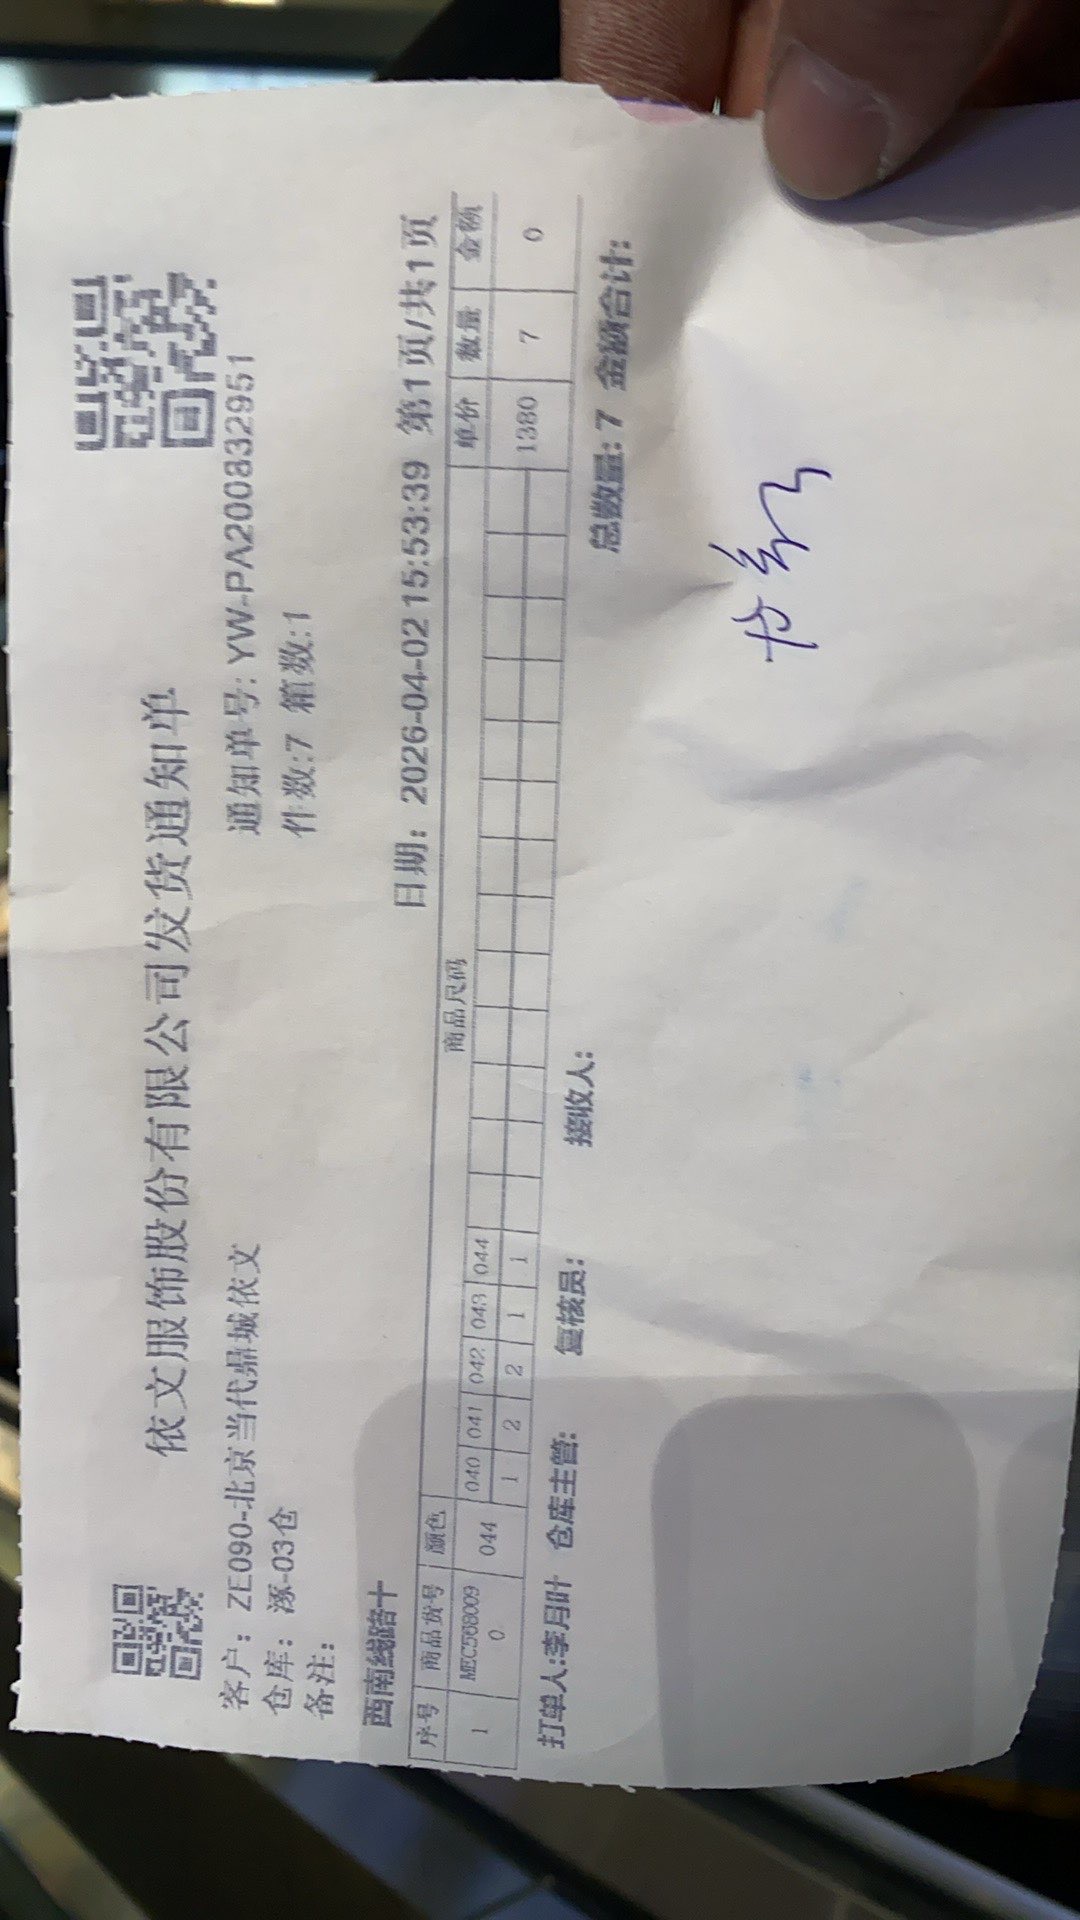 依文服饰股份有限公司发货通知单
客户：ZE090-北京当代鼎城依文 通知单号：YW-PA200832951
仓库：涿-03仓 件数:7 箱数:1
备注：
西南线路十 日期：2026-04-02 15:53:39 第1页/共1页
序号 商品货号 颜色 商品尺码 单价 数量 金额
040 041 042 043 044
1 MEC508009 0 044 1 2 2 1 1 1380 7 0
打单人:李月叶 仓库主管: 复核员: 接收人: 总数量: 7 金额合计: